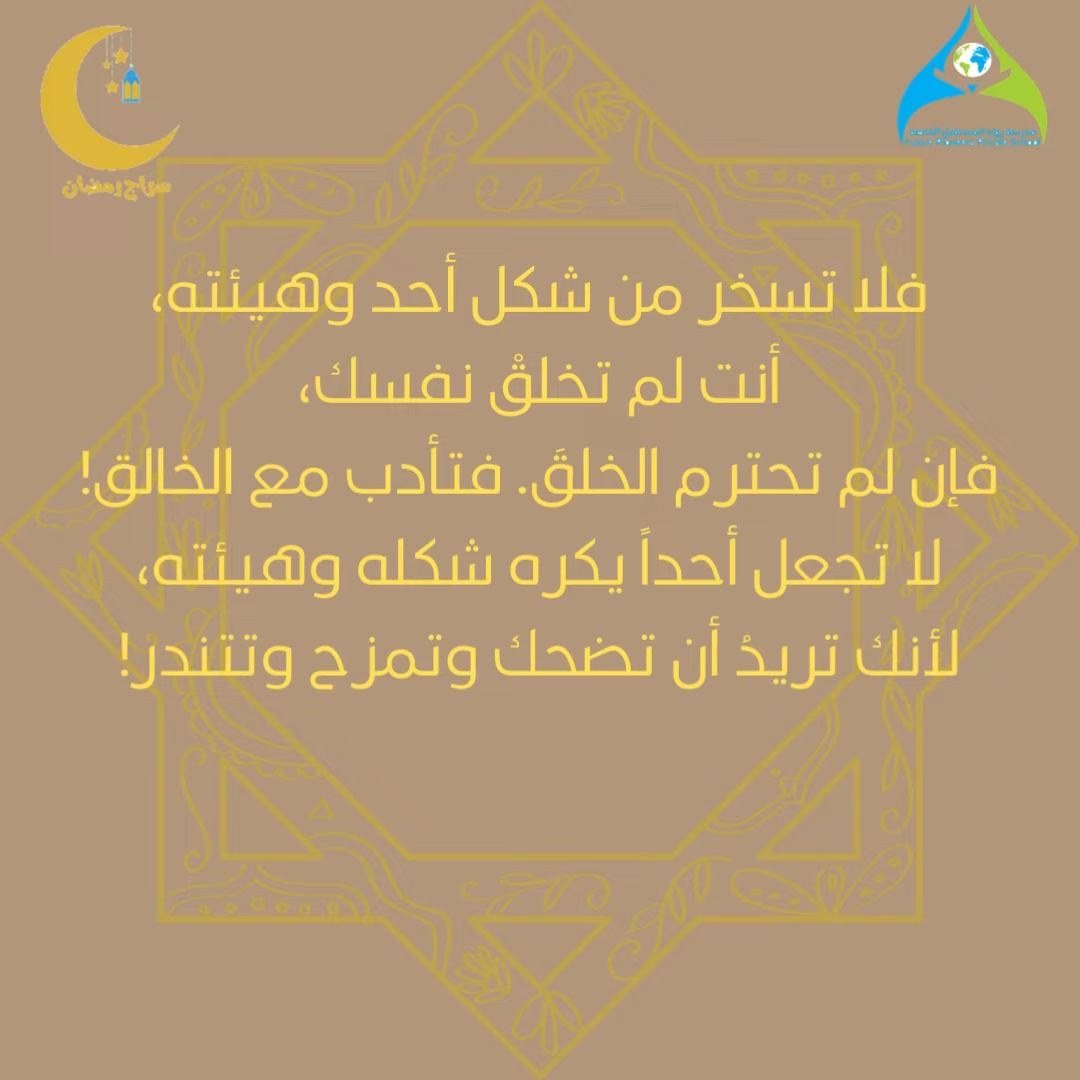 سراج رمضان
فلا تسخر من شكل أحد وهيئته،
أنت لم تخلقْ نفسك،
فإن لم تحترم الخلقَ. فتأدب مع الخالق!
لا تجعل أحداً يكره شكله وهيئته،
لأنك تريدُ أن تضحك وتمزح وتتندر!